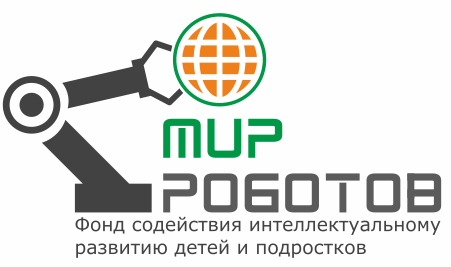 МИР
РОБОТОВ
Фонд содействия интеллектуальному
развитию детей и подростков